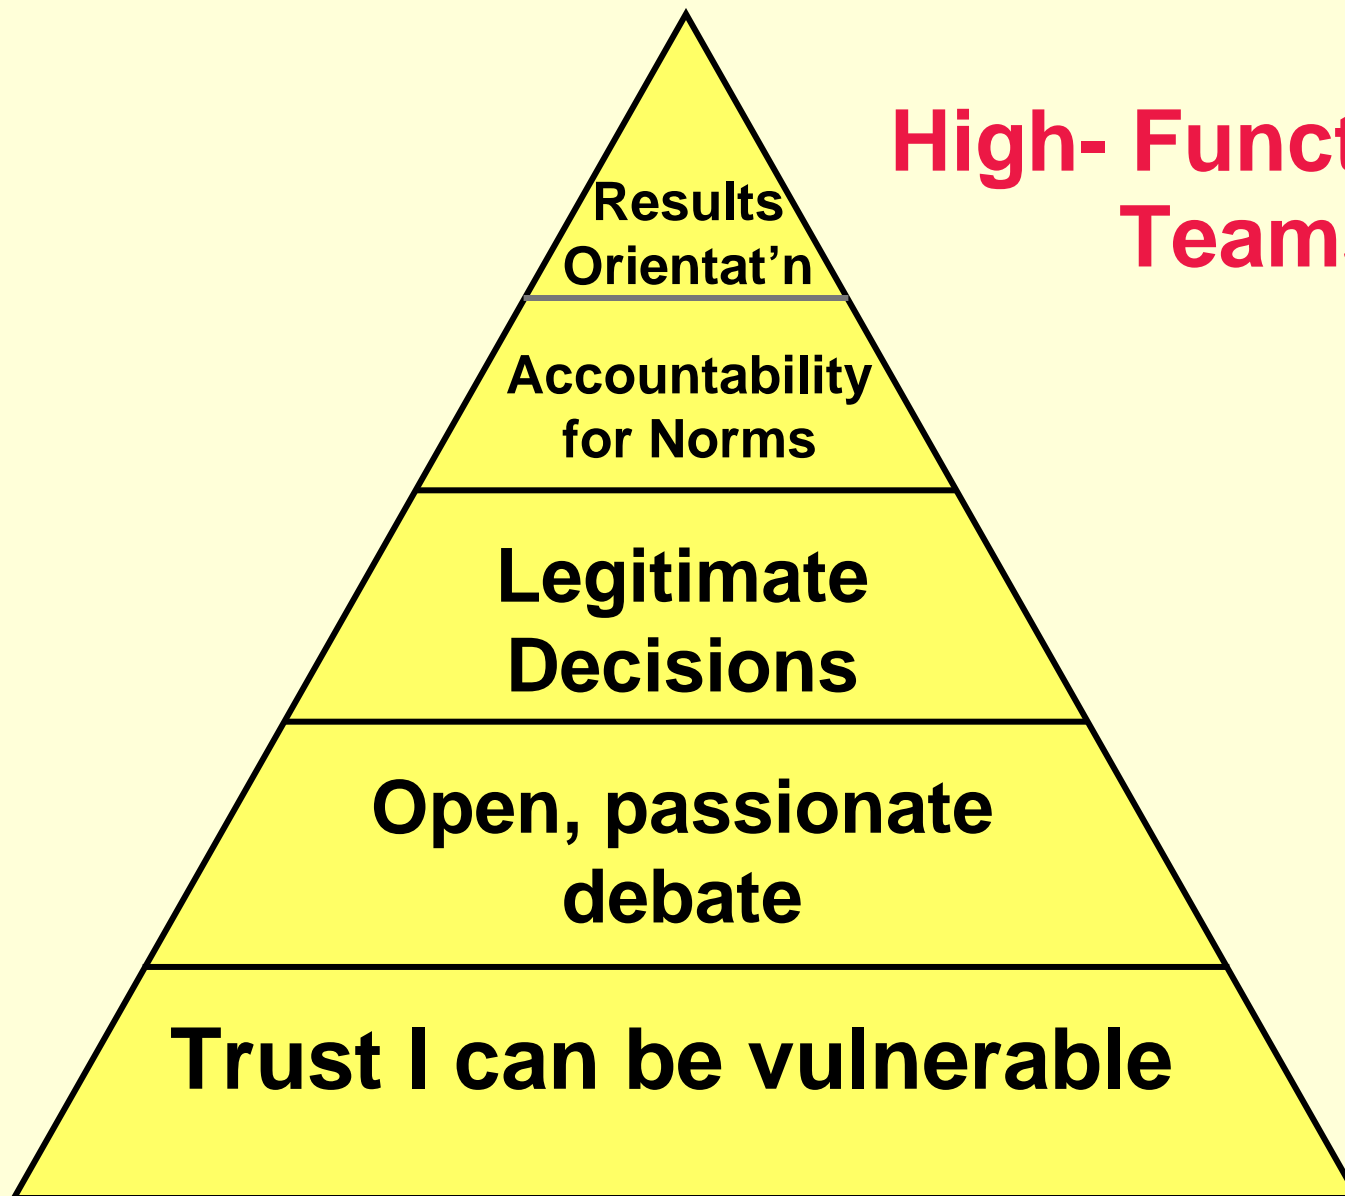 High- Funct
Team
Results
Orientat’n
Accountability
for Norms
Legitimate
Decisions
Open, passionate
debate
Trust I can be vulnerable